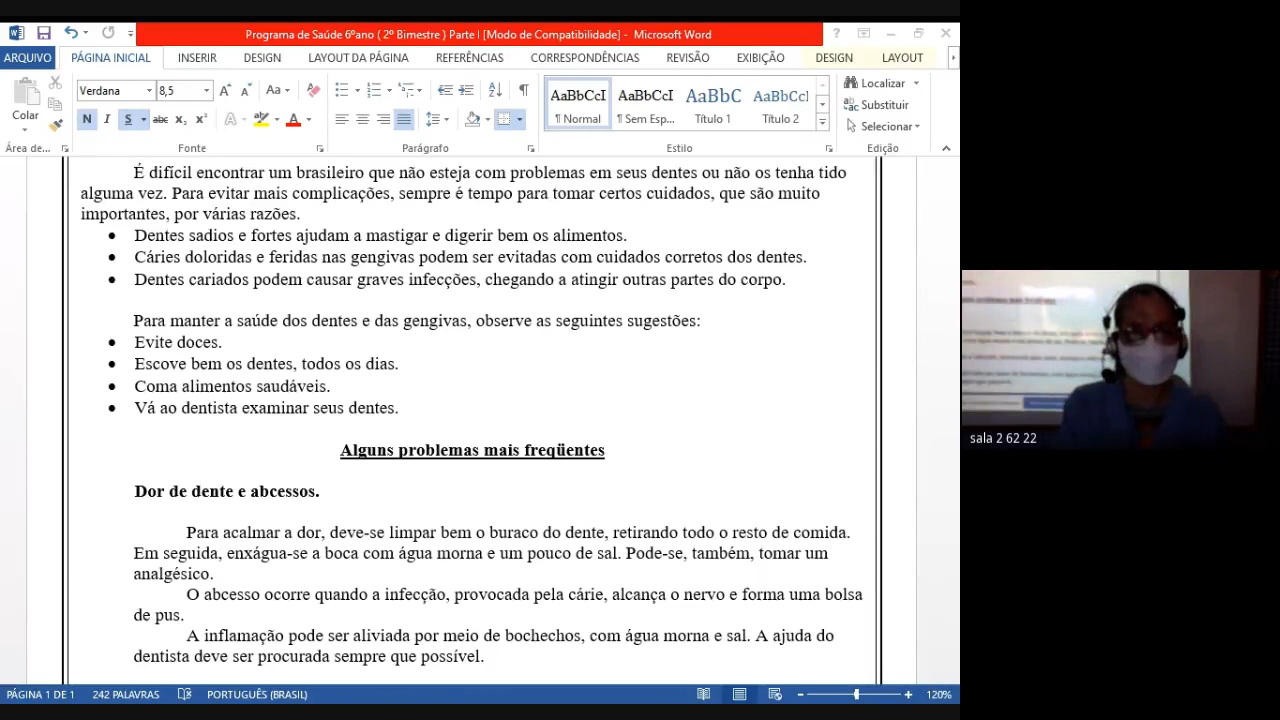 Programa de Saúde 6ºano ( 2º Bimestre ) Parte I [Modo de Compatibilidade] - Microsoft Word
ARQUIVO PÁGINA INICIAL INSERIR DESIGN LAYOUT DA PÁGINA REFERÊNCIAS CORRESPONDÊNCIAS REVISÃO EXIBIÇÃO DESIGN LAYOUT
Verdana 8,5 Aa
Colar
N I S abc x₂ x² A ab A
AaBbCcI AaBbCcI AaBbC AaBbCcI
¶ Normal ¶ Sem Esp... Título 1 Título 2
Localizar
Substituir
Selecionar
Área de... Fonte Parágrafo Estilo Edição
É difícil encontrar um brasileiro que não esteja com problemas em seus dentes ou não os tenha tido
alguma vez. Para evitar mais complicações, sempre é tempo para tomar certos cuidados, que são muito
importantes, por várias razões.
• Dentes sadios e fortes ajudam a mastigar e digerir bem os alimentos.
• Cáries doloridas e feridas nas gengivas podem ser evitadas com cuidados corretos dos dentes.
• Dentes cariados podem causar graves infecções, chegando a atingir outras partes do corpo.
Para manter a saúde dos dentes e das gengivas, observe as seguintes sugestões:
• Evite doces.
• Escove bem os dentes, todos os dias.
• Coma alimentos saudáveis.
• Vá ao dentista examinar seus dentes.
Alguns problemas mais freqüentes
Dor de dente e abcessos.
Para acalmar a dor, deve-se limpar bem o buraco do dente, retirando todo o resto de comida.
Em seguida, enxágua-se a boca com água morna e um pouco de sal. Pode-se, também, tomar um
analgésico.
O abcesso ocorre quando a infecção, provocada pela cárie, alcança o nervo e forma uma bolsa
de pus.
A inflamação pode ser aliviada por meio de bochechos, com água morna e sal. A ajuda do
dentista deve ser procurada sempre que possível.
PÁGINA 1 DE 1 242 PALAVRAS PORTUGUÊS (BRASIL) 120%
sala 2 62 22